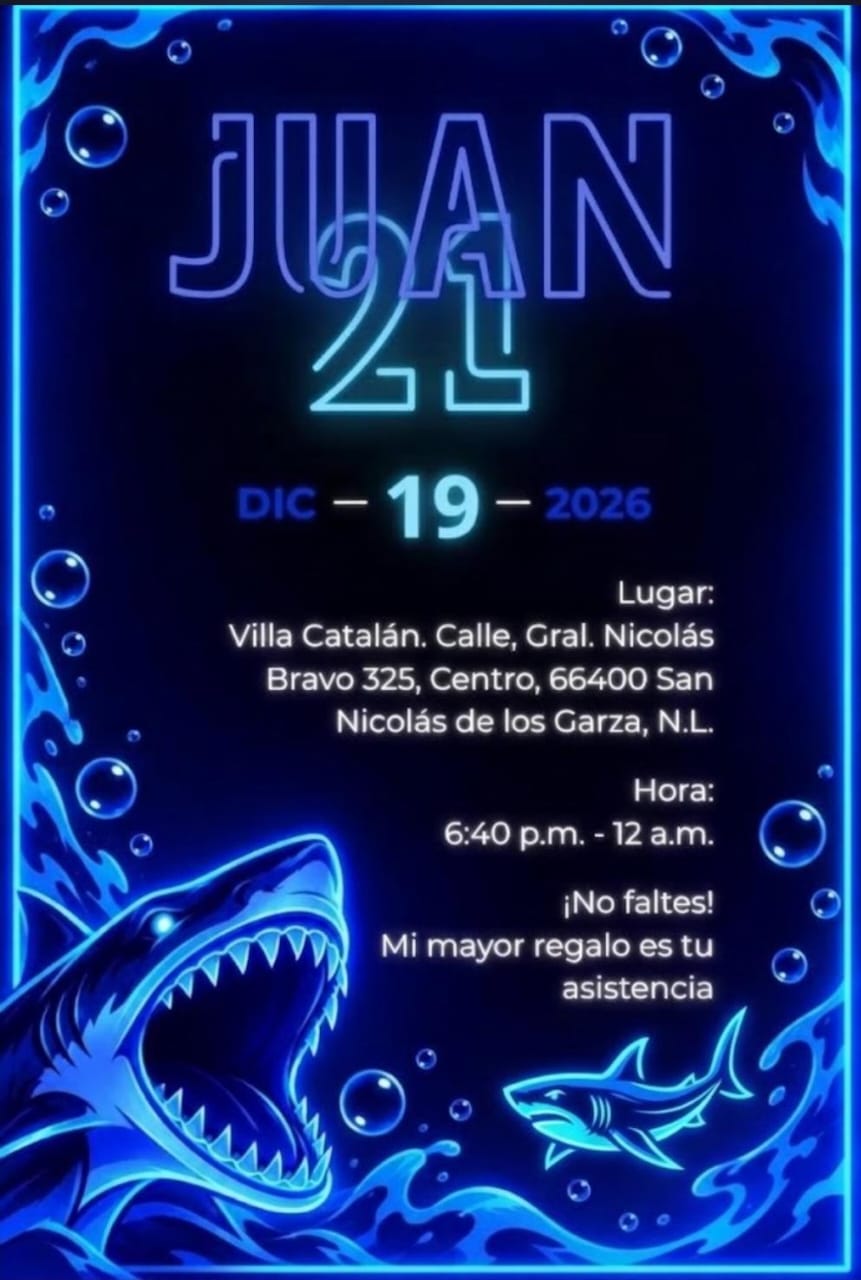 JUAN
21
DIC – 19 – 2026
Lugar:
Villa Catalán. Calle, Gral. Nicolás
Bravo 325, Centro, 66400 San
Nicolás de los Garza, N.L.
Hora:
6:40 p.m. - 12 a.m.
¡No faltes!
Mi mayor regalo es tu
asistencia